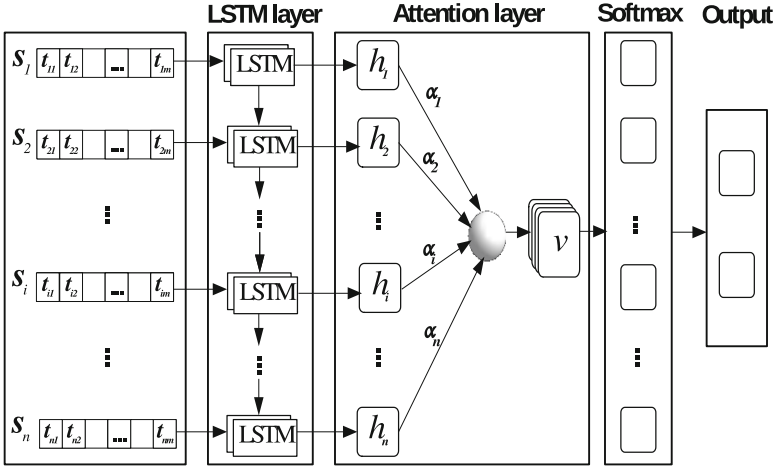 LSTM layer Attention layer Softmax Output
s1 t11 t12 ... t1m LSTM h1 α1
s2 t21 t22 ... t2m LSTM h2 α2
v
si ti1 ti2 ... tim LSTM hi αi
αn
sn tn1 tn2 ... tnm LSTM hn